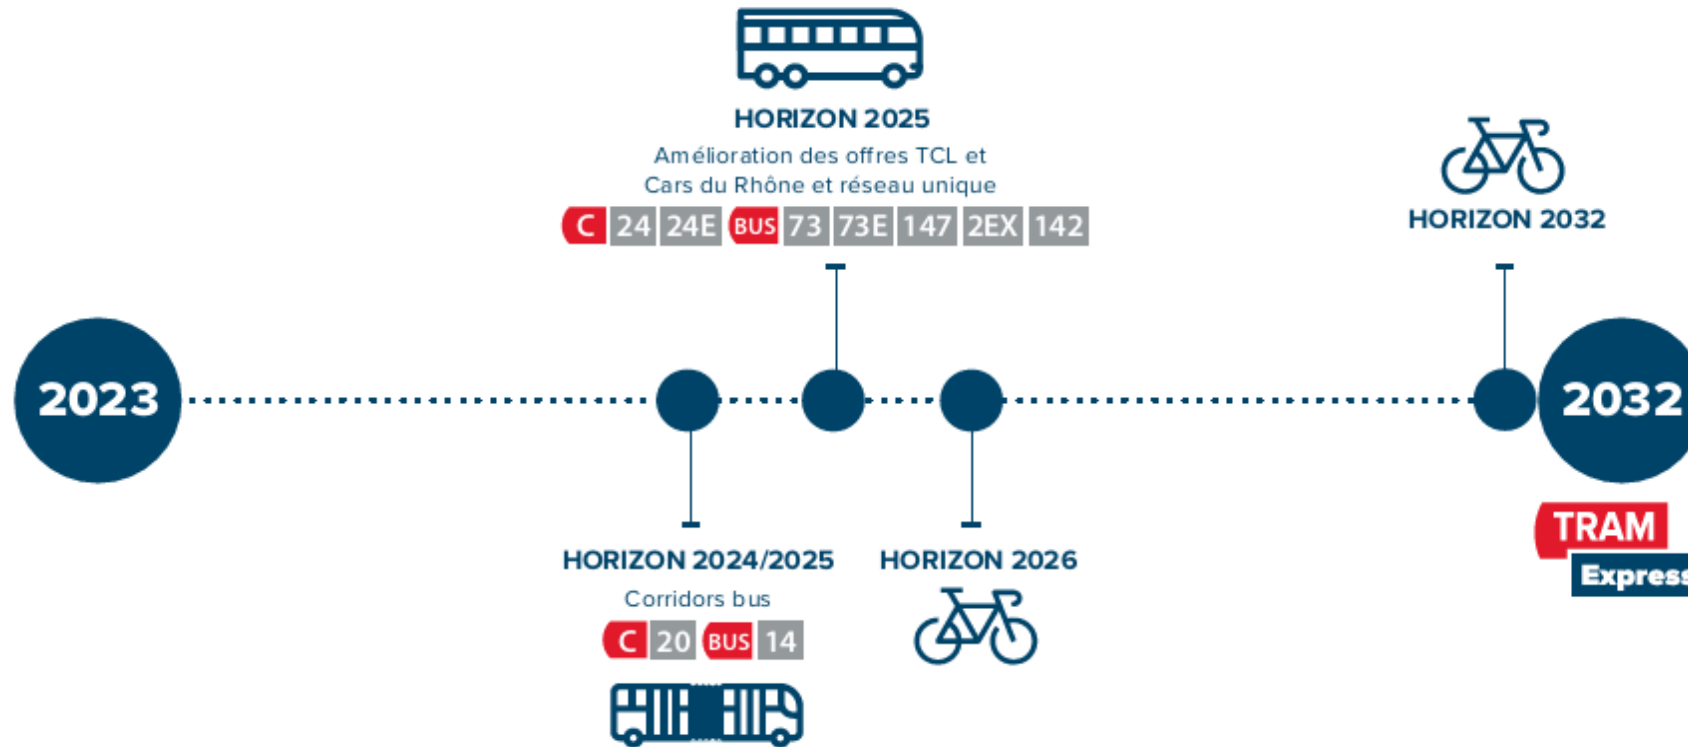 HORIZON 2025
Amélioration des offres TCL et
Cars du Rhône et réseau unique
C 24 24E BUS 73 73E 147 2EX 142
HORIZON 2032
2023
2032
HORIZON 2024/2025
Corridors bus
C 20 BUS 14
HORIZON 2026
TRAM
Express